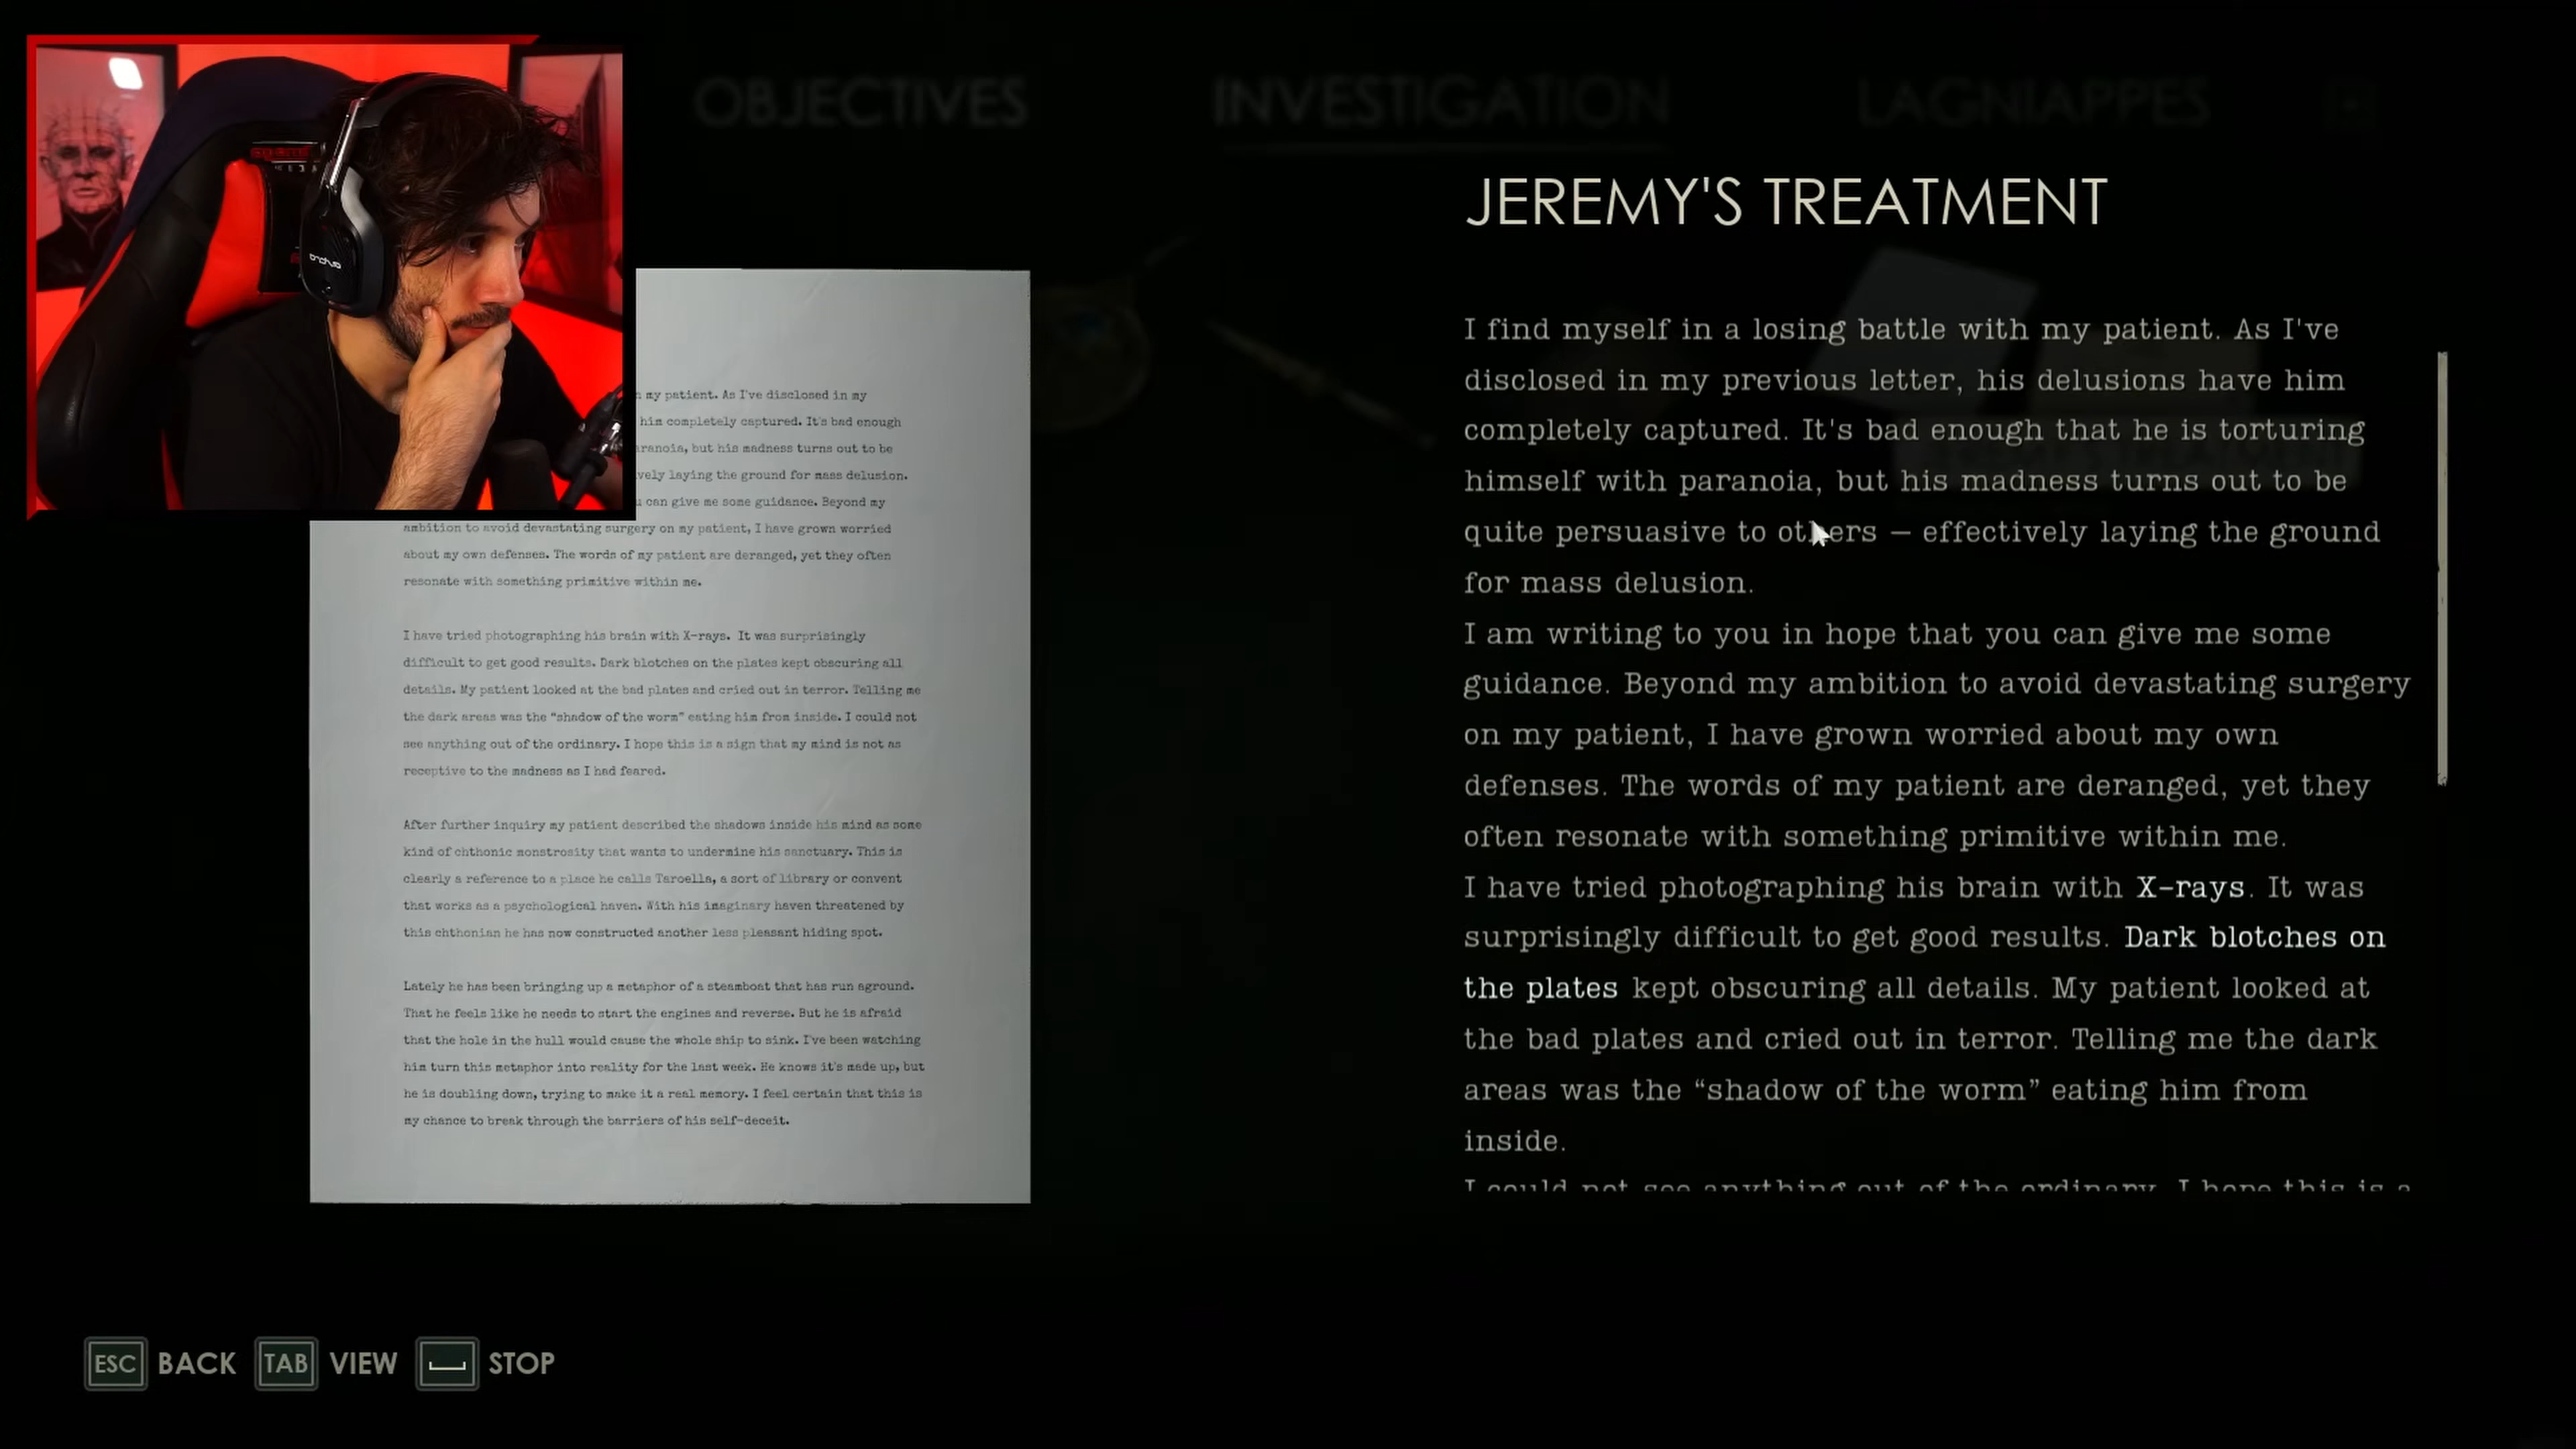 OBJECTIVES
INVESTIGATION
LAGNIAPPES
JEREMY'S TREATMENT
my patient. As I've disclosed in my
him completely captured. It's bad enough
but his madness turns out to be
laying the ground for mass delusion.
can give me some guidance. Beyond my
ambition to avoid devastating surgery on my patient, I have grown worried
about my own defenses. The words of my patient are deranged, yet they often
resonate with something primitive within me.
I have tried photographing his brain with X-rays. It was surprisingly
difficult to get good results. Dark blotches on the plates kept obscuring all
details. My patient looked at the bad plates and cried out in terror. Telling me
the dark areas was the “shadow of the worm” eating him from inside. I could not
see anything out of the ordinary. I hope this is a sign that my mind is not as
receptive to the madness as I had feared.
After further inquiry my patient described the shadows inside his mind as some
kind of chthonic monstrosity that wants to undermine his sanctuary. This is
clearly a reference to a place he calls Taroella, a sort of library or convent
that works as a psychological haven. With his imaginary haven threatened by
this chthonian he has now constructed another less pleasant hiding spot.
Lately he has been bringing up a metaphor of a steamboat that has run aground.
That he feels like he needs to start the engines and reverse. But he is afraid
that the hole in the hull would cause the whole ship to sink. I've been watching
him turn this metaphor into reality for the last week. He knows it's made up, but
he is doubling down, trying to make it a real memory. I feel certain that this is
my chance to break through the barriers of his self-deceit.
I find myself in a losing battle with my patient. As I've
disclosed in my previous letter, his delusions have him
completely captured. It's bad enough that he is torturing
himself with paranoia, but his madness turns out to be
quite persuasive to others — effectively laying the ground
for mass delusion.
I am writing to you in hope that you can give me some
guidance. Beyond my ambition to avoid devastating surgery
on my patient, I have grown worried about my own
defenses. The words of my patient are deranged, yet they
often resonate with something primitive within me.
I have tried photographing his brain with X-rays. It was
surprisingly difficult to get good results. Dark blotches on
the plates kept obscuring all details. My patient looked at
the bad plates and cried out in terror. Telling me the dark
areas was the “shadow of the worm” eating him from
inside.
I could not see anything out of the ordinary. I hope this is a
ESC BACK TAB VIEW STOP